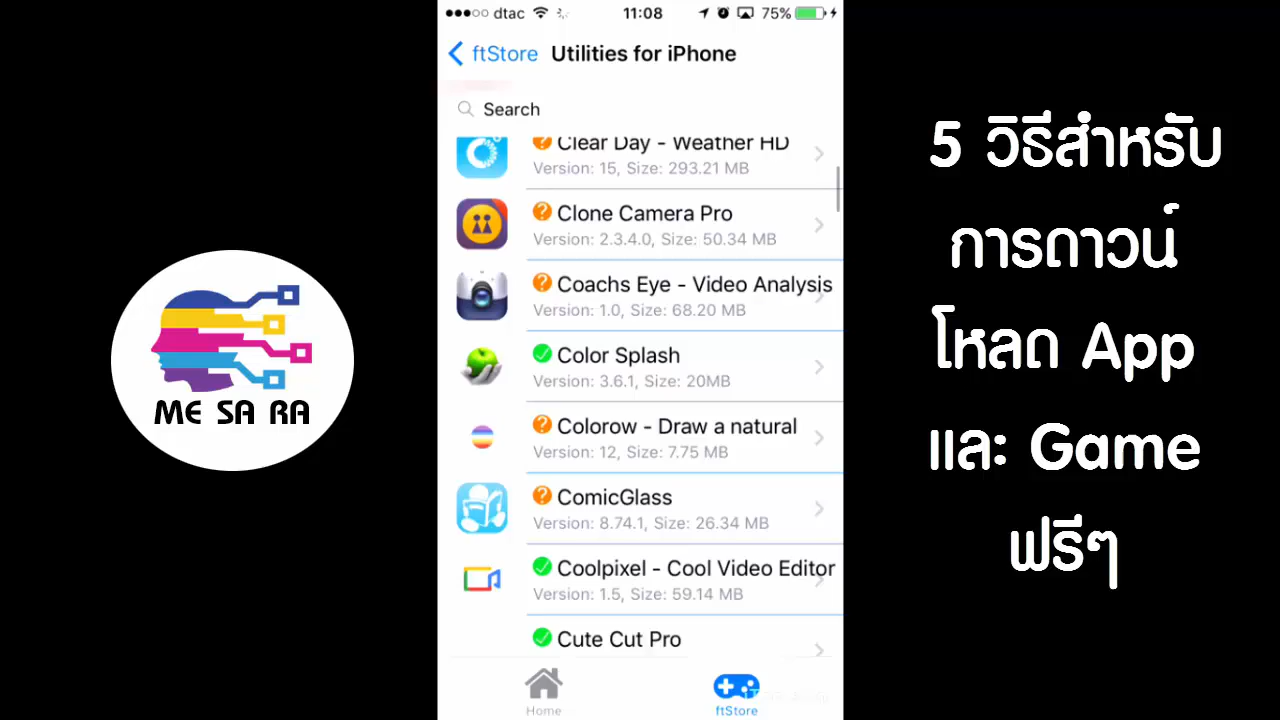 dtac 11:08 75%
ftStore Utilities for iPhone
Search
Clear Day - Weather HD
Version: 15, Size: 293.21 MB
Clone Camera Pro
Version: 2.3.4.0, Size: 50.34 MB
Coachs Eye - Video Analysis
Version: 1.0, Size: 68.20 MB
Color Splash
Version: 3.6.1, Size: 20MB
Colorow - Draw a natural
Version: 12, Size: 7.75 MB
ComicGlass
Version: 8.74.1, Size: 26.34 MB
Coolpixel - Cool Video Editor
Version: 1.5, Size: 59.14 MB
Cute Cut Pro
Home ftStore
ME SA RA
5 วิธีสำหรับ
การดาวน์
โหลด App
และ Game
ฟรีๆ